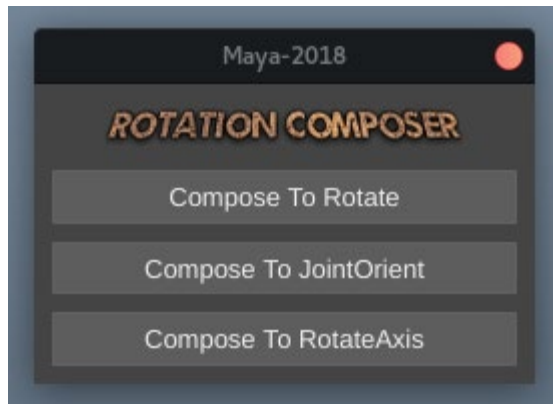 Maya-2018
ROTATION COMPOSER
Compose To Rotate
Compose To JointOrient
Compose To RotateAxis